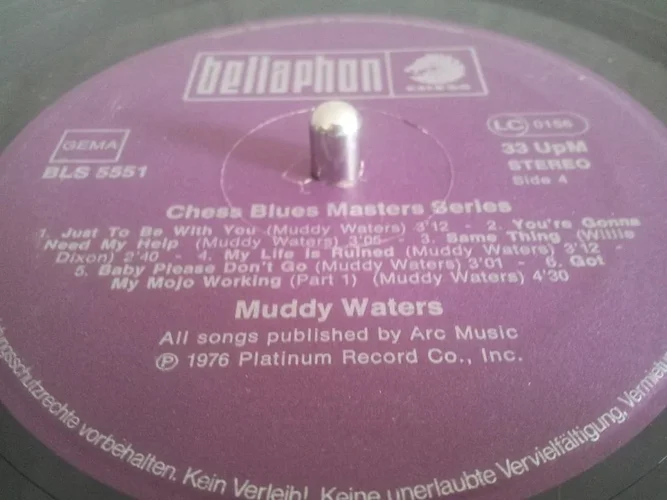 bellaphon
CHESS
GEMA
BLS 5551
LC 0156
33 UpM
STEREO
Side 4
Chess Blues Masters Series
1. Just To Be With You (Muddy Waters) 3'12 - 2. You're Gonna
Need My Help (Muddy Waters) 3'05 - 3. Same Thing (Willie
Dixon) 2'40 - 4. My Life Is Ruined (Muddy Waters) 3'12 -
5. Baby Please Don't Go (Muddy Waters) 3'01 - 6. Got
My Mojo Working (Part 1) (Muddy Waters) 4'30
Muddy Waters
All songs published by Arc Music
Ⓟ 1976 Platinum Record Co., Inc.
vorbehalten. Kein Verleih! Keine unerlaubte Vervielfältigung,